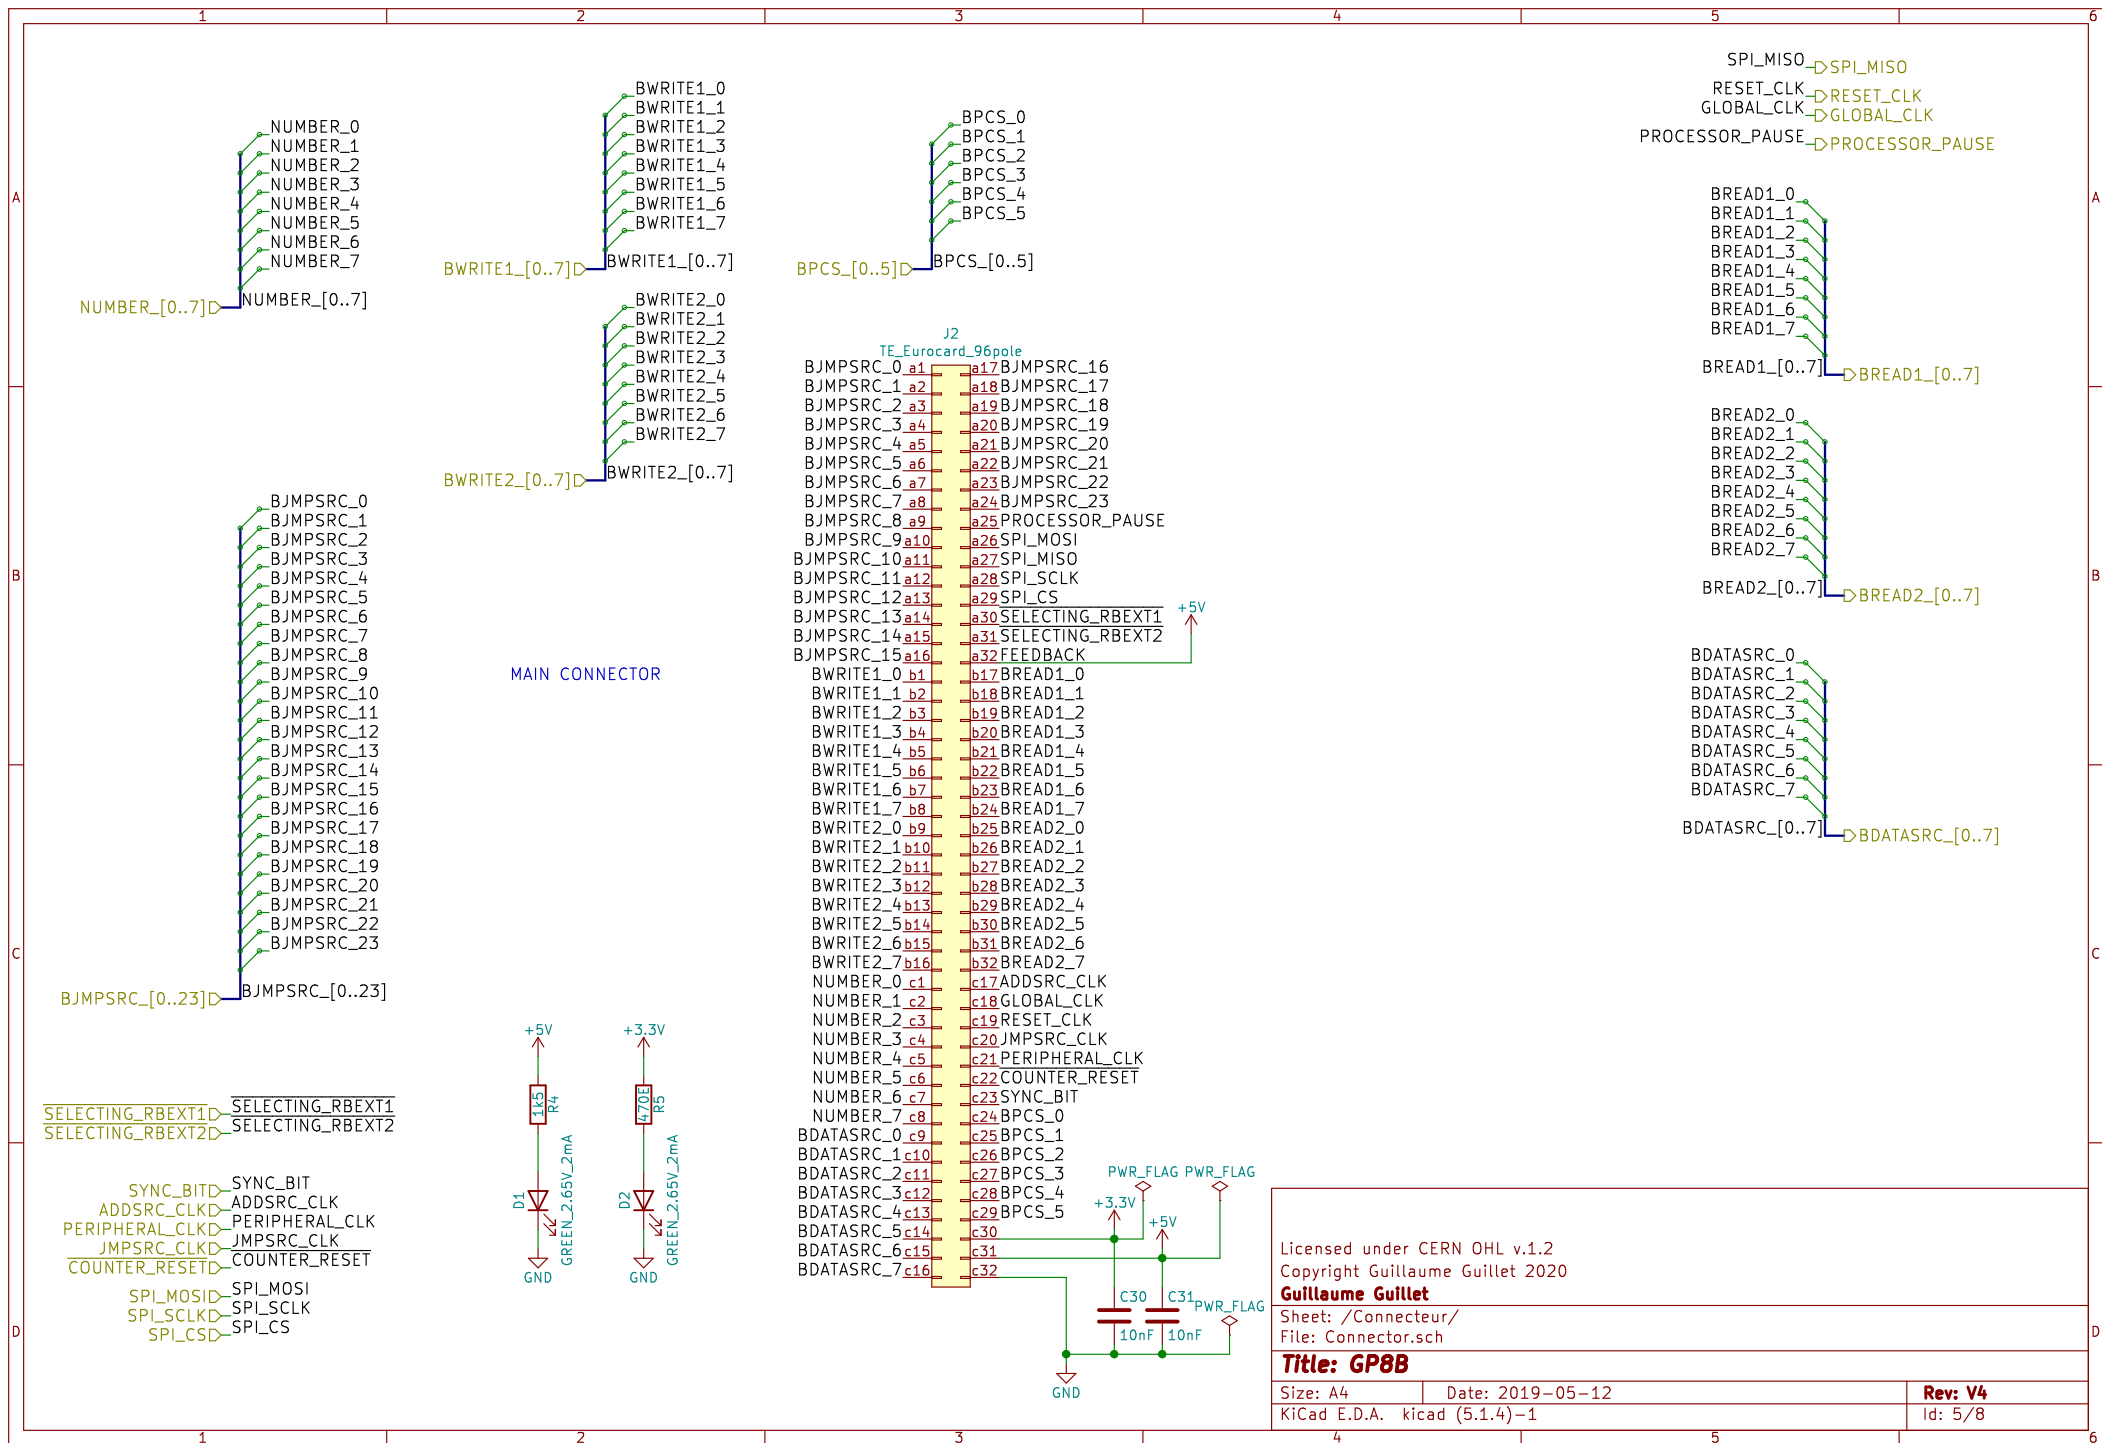 1 2 3 4 5 6
A
B
C
D
NUMBER_0
NUMBER_1
NUMBER_2
NUMBER_3
NUMBER_4
NUMBER_5
NUMBER_6
NUMBER_7
NUMBER_[0..7] NUMBER_[0..7]
BJMPSRC_0
BJMPSRC_1
BJMPSRC_2
BJMPSRC_3
BJMPSRC_4
BJMPSRC_5
BJMPSRC_6
BJMPSRC_7
BJMPSRC_8
BJMPSRC_9
BJMPSRC_10
BJMPSRC_11
BJMPSRC_12
BJMPSRC_13
BJMPSRC_14
BJMPSRC_15
BJMPSRC_16
BJMPSRC_17
BJMPSRC_18
BJMPSRC_19
BJMPSRC_20
BJMPSRC_21
BJMPSRC_22
BJMPSRC_23
BJMPSRC_[0..23] BJMPSRC_[0..23]
SELECTING_RBEXT1 SELECTING_RBEXT1
SELECTING_RBEXT2 SELECTING_RBEXT2
SYNC_BIT SYNC_BIT
ADDSRC_CLK ADDSRC_CLK
PERIPHERAL_CLK PERIPHERAL_CLK
JMPSRC_CLK JMPSRC_CLK
COUNTER_RESET COUNTER_RESET
SPI_MOSI SPI_MOSI
SPI_SCLK SPI_SCLK
SPI_CS SPI_CS
BWRITE1_0
BWRITE1_1
BWRITE1_2
BWRITE1_3
BWRITE1_4
BWRITE1_5
BWRITE1_6
BWRITE1_7
BWRITE1_[0..7] BWRITE1_[0..7]
BWRITE2_0
BWRITE2_1
BWRITE2_2
BWRITE2_3
BWRITE2_4
BWRITE2_5
BWRITE2_6
BWRITE2_7
BWRITE2_[0..7] BWRITE2_[0..7]
MAIN CONNECTOR
+5V
1k5 R4
D1 GREEN_2.65V_2mA
GND
+3.3V
470E R5
D2 GREEN_2.65V_2mA
GND
BPCS_0
BPCS_1
BPCS_2
BPCS_3
BPCS_4
BPCS_5
BPCS_[0..5] BPCS_[0..5]
J2
TE_Eurocard_96pole
BJMPSRC_0 a1 a17 BJMPSRC_16
BJMPSRC_1 a2 a18 BJMPSRC_17
BJMPSRC_2 a3 a19 BJMPSRC_18
BJMPSRC_3 a4 a20 BJMPSRC_19
BJMPSRC_4 a5 a21 BJMPSRC_20
BJMPSRC_5 a6 a22 BJMPSRC_21
BJMPSRC_6 a7 a23 BJMPSRC_22
BJMPSRC_7 a8 a24 BJMPSRC_23
BJMPSRC_8 a9 a25 PROCESSOR_PAUSE
BJMPSRC_9 a10 a26 SPI_MOSI
BJMPSRC_10 a11 a27 SPI_MISO
BJMPSRC_11 a12 a28 SPI_SCLK
BJMPSRC_12 a13 a29 SPI_CS
BJMPSRC_13 a14 a30 SELECTING_RBEXT1
BJMPSRC_14 a15 a31 SELECTING_RBEXT2
BJMPSRC_15 a16 a32 FEEDBACK
+5V
BWRITE1_0 b1 b17 BREAD1_0
BWRITE1_1 b2 b18 BREAD1_1
BWRITE1_2 b3 b19 BREAD1_2
BWRITE1_3 b4 b20 BREAD1_3
BWRITE1_4 b5 b21 BREAD1_4
BWRITE1_5 b6 b22 BREAD1_5
BWRITE1_6 b7 b23 BREAD1_6
BWRITE1_7 b8 b24 BREAD1_7
BWRITE2_0 b9 b25 BREAD2_0
BWRITE2_1 b10 b26 BREAD2_1
BWRITE2_2 b11 b27 BREAD2_2
BWRITE2_3 b12 b28 BREAD2_3
BWRITE2_4 b13 b29 BREAD2_4
BWRITE2_5 b14 b30 BREAD2_5
BWRITE2_6 b15 b31 BREAD2_6
BWRITE2_7 b16 b32 BREAD2_7
NUMBER_0 c1 c17 ADDSRC_CLK
NUMBER_1 c2 c18 GLOBAL_CLK
NUMBER_2 c3 c19 RESET_CLK
NUMBER_3 c4 c20 JMPSRC_CLK
NUMBER_4 c5 c21 PERIPHERAL_CLK
NUMBER_5 c6 c22 COUNTER_RESET
NUMBER_6 c7 c23 SYNC_BIT
NUMBER_7 c8 c24 BPCS_0
BDATASRC_0 c9 c25 BPCS_1
BDATASRC_1 c10 c26 BPCS_2
BDATASRC_2 c11 c27 BPCS_3
BDATASRC_3 c12 c28 BPCS_4
BDATASRC_4 c13 c29 BPCS_5
BDATASRC_5 c14 c30
BDATASRC_6 c15 c31
BDATASRC_7 c16 c32
PWR_FLAG PWR_FLAG
+3.3V
+5V
C30 C31
PWR_FLAG
10nF 10nF
GND
SPI_MISO SPI_MISO
RESET_CLK RESET_CLK
GLOBAL_CLK GLOBAL_CLK
PROCESSOR_PAUSE PROCESSOR_PAUSE
BREAD1_0
BREAD1_1
BREAD1_2
BREAD1_3
BREAD1_4
BREAD1_5
BREAD1_6
BREAD1_7
BREAD1_[0..7] BREAD1_[0..7]
BREAD2_0
BREAD2_1
BREAD2_2
BREAD2_3
BREAD2_4
BREAD2_5
BREAD2_6
BREAD2_7
BREAD2_[0..7] BREAD2_[0..7]
BDATASRC_0
BDATASRC_1
BDATASRC_2
BDATASRC_3
BDATASRC_4
BDATASRC_5
BDATASRC_6
BDATASRC_7
BDATASRC_[0..7] BDATASRC_[0..7]
A
B
C
D
Licensed under CERN OHL v.1.2
Copyright Guillaume Guillet 2020
Guillaume Guillet
Sheet: /Connecteur/
File: Connector.sch
Title: GP8B
Size: A4 Date: 2019-05-12 Rev: V4
KiCad E.D.A. kicad (5.1.4)-1 Id: 5/8
1 2 3 4 5 6